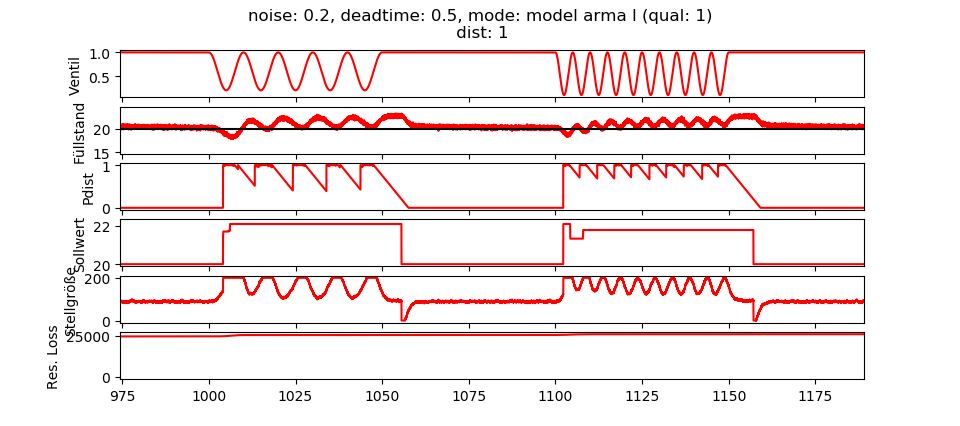 noise: 0.2, deadtime: 0.5, mode: model arma l (qual: 1)
dist: 1
1.0
0.5
Ventil
20
15
Füllstand
1
0
Pdist
22
20
Sollwert
200
0
Stellgröße
25000
0
Res. Loss
975 1000 1025 1050 1075 1100 1125 1150 1175